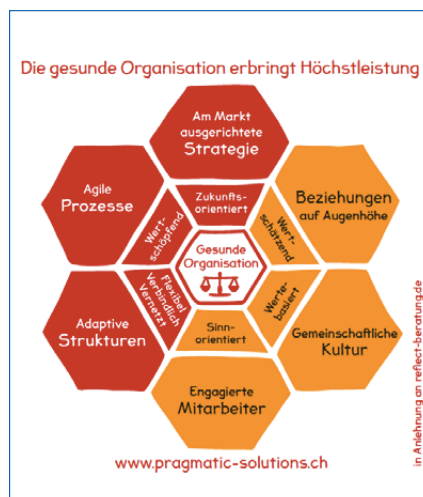 Die gesunde Organisation erbringt Höchstleistung
Am Markt
ausgerichtete
Strategie
Zukunfts-
orientiert
Agile
Prozesse
Wert-
schöpfend
Beziehungen
auf Augenhöhe
Wert-
schätzend
Gesunde
Organisation
Adaptive
Strukturen
Flexibel
Verbindlich
Vernetzt
Werte-
basiert
Gemeinschaftliche
Kultur
Sinn-
orientiert
Engagierte
Mitarbeiter
www.pragmatic-solutions.ch
in Anlehnung an reflect-beratung.de